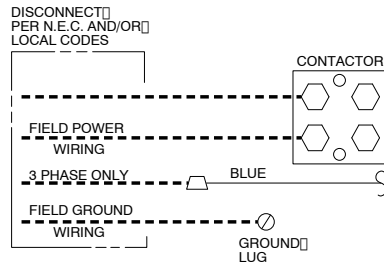 DISCONNECT
PER N.E.C. AND/OR
LOCAL CODES
CONTACTOR
FIELD POWER
WIRING
3 PHASE ONLY
BLUE
FIELD GROUND
WIRING
GROUND
LUG